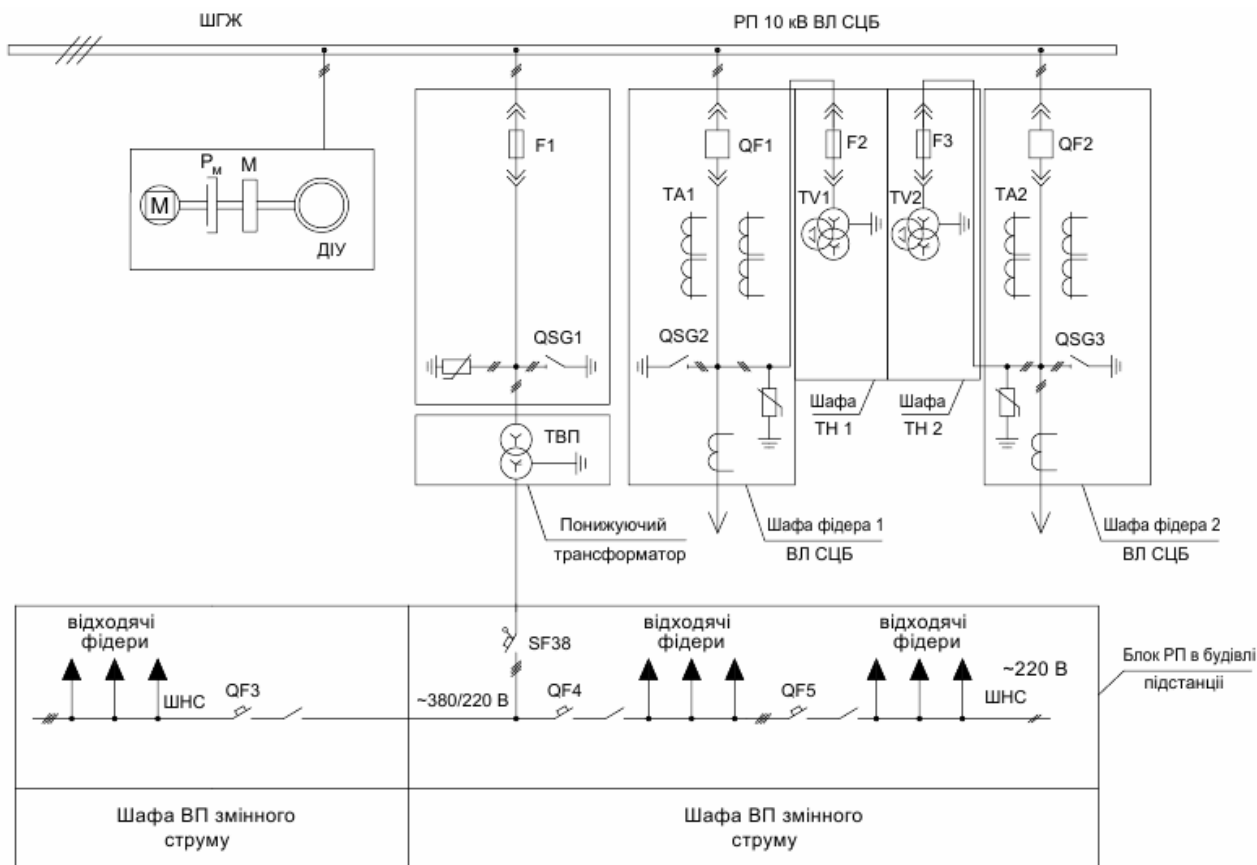 ШГЖ
РП 10 кВ ВЛ СЦБ
F1
QF1
F2
F3
QF2
Рм
М
М
ДІУ
TA1
TV1
TV2
TA2
QSG1
QSG2
QSG3
Шафа
ТН 1
Шафа
ТН 2
ТВП
Понижуючий
трансформатор
Шафа фідера 1
ВЛ СЦБ
Шафа фідера 2
ВЛ СЦБ
відходячі
фідери
SF38
відходячі
фідери
відходячі
фідери
~220 В
Блок РП в будівлі
підстанціі
ШНС
QF3
~380/220 В
QF4
QF5
ШНС
Шафа ВП змінного
струму
Шафа ВП змінного
струму